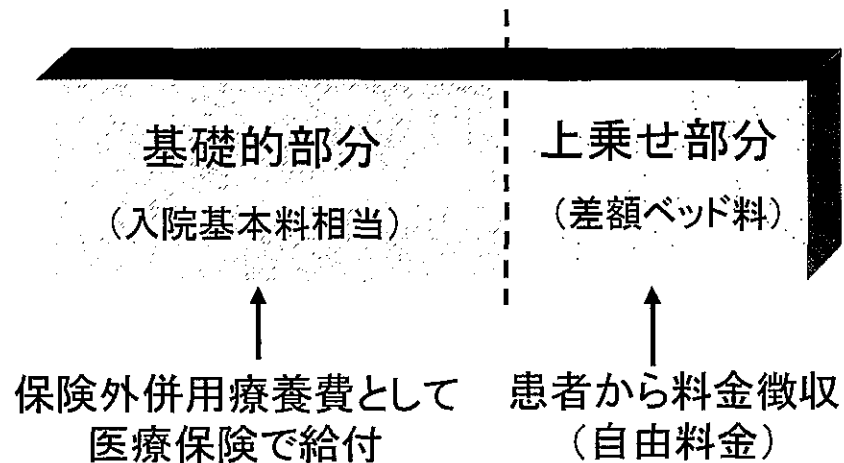 基礎的部分
（入院基本料相当）
上乗せ部分
（差額ベッド料）
保険外併用療養費として
医療保険で給付
患者から料金徴収
（自由料金）